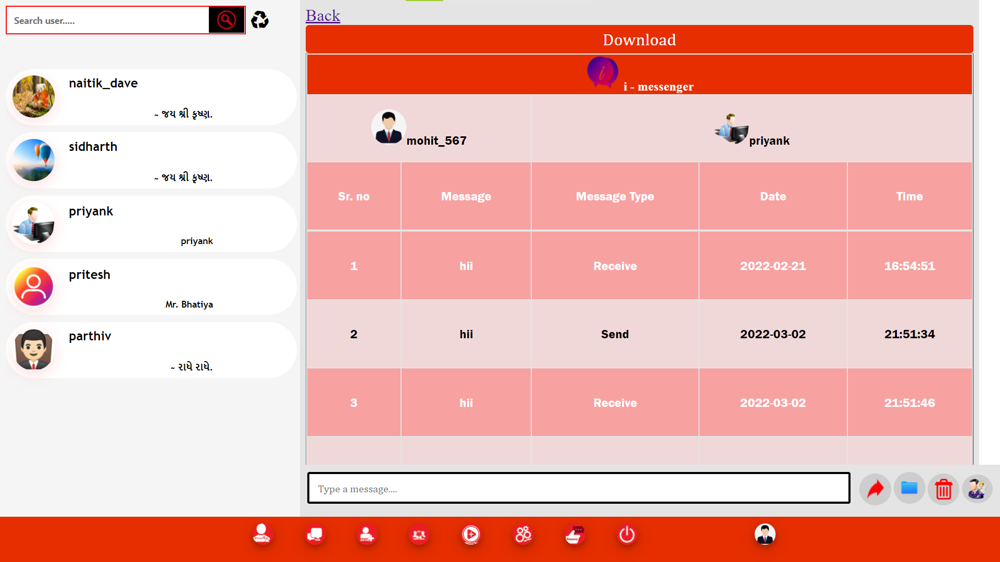 Search user.....
naitik_dave
~ જય શ્રી કૃષ્ણ.
sidharth
~ જય શ્રી કૃષ્ણ.
priyank
priyank
pritesh
Mr. Bhatiya
parthiv
~ રાધે રાધે.
Back
Download
i
i - messenger
mohit_567 priyank
Sr. no Message Message Type Date Time
1 hii Receive 2022-02-21 16:54:51
2 hii Send 2022-03-02 21:51:34
3 hii Receive 2022-03-02 21:51:46
Type a message....